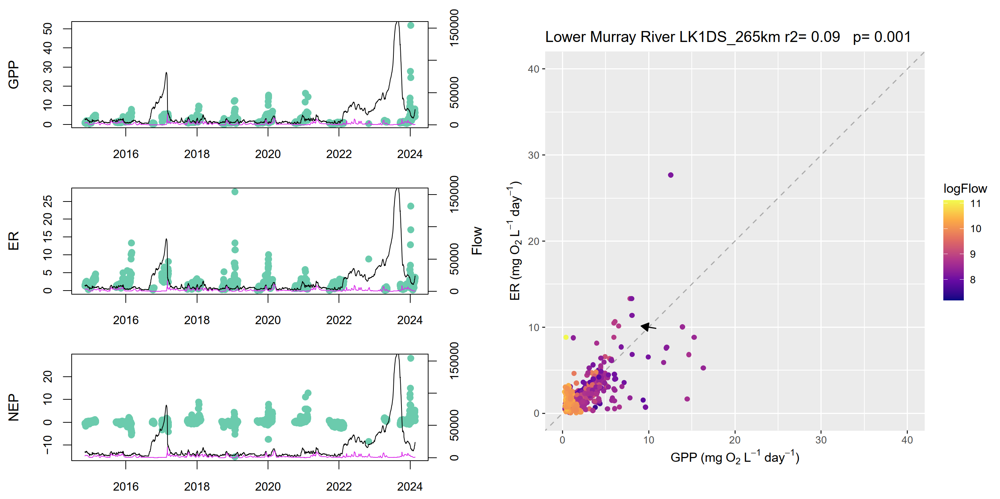 GPP
0 10 20 30 40 50
0 50000 150000
2016 2018 2020 2022 2024
ER
0 5 10 15 20 25
0 50000 150000
Flow
2016 2018 2020 2022 2024
NEP
−10 0 10 20
0 50000 150000
2016 2018 2020 2022 2024
Lower Murray River LK1DS_265km r2= 0.09 p= 0.001
ER (mg O₂ L⁻¹ day⁻¹)
40
30
20
10
0
0 10 20 30 40
GPP (mg O₂ L⁻¹ day⁻¹)
logFlow
11
10
9
8